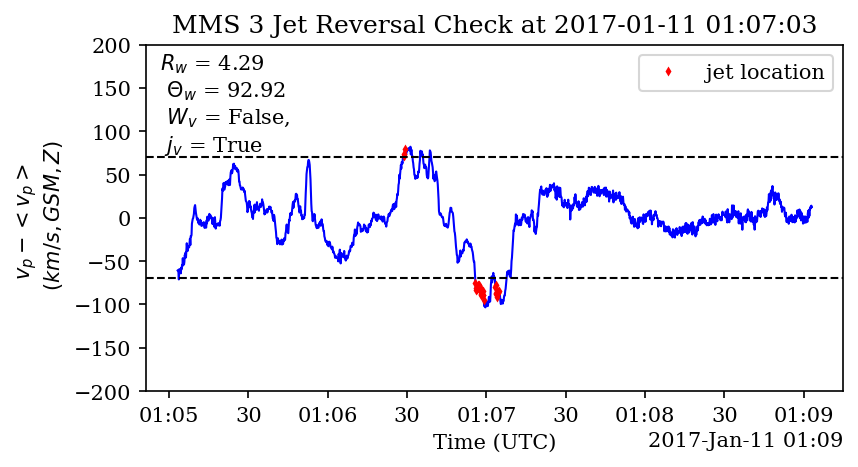 MMS 3 Jet Reversal Check at 2017-01-11 01:07:03
R_w = 4.29
Θ_w = 92.92
W_v = False,
j_v = True
jet location
v_p − < v_p >
(km/s, GSM, Z)
200
150
100
50
0
−50
−100
−150
−200
01:05 30 01:06 30 01:07 30 01:08 30 01:09
Time (UTC)
2017-Jan-11 01:09